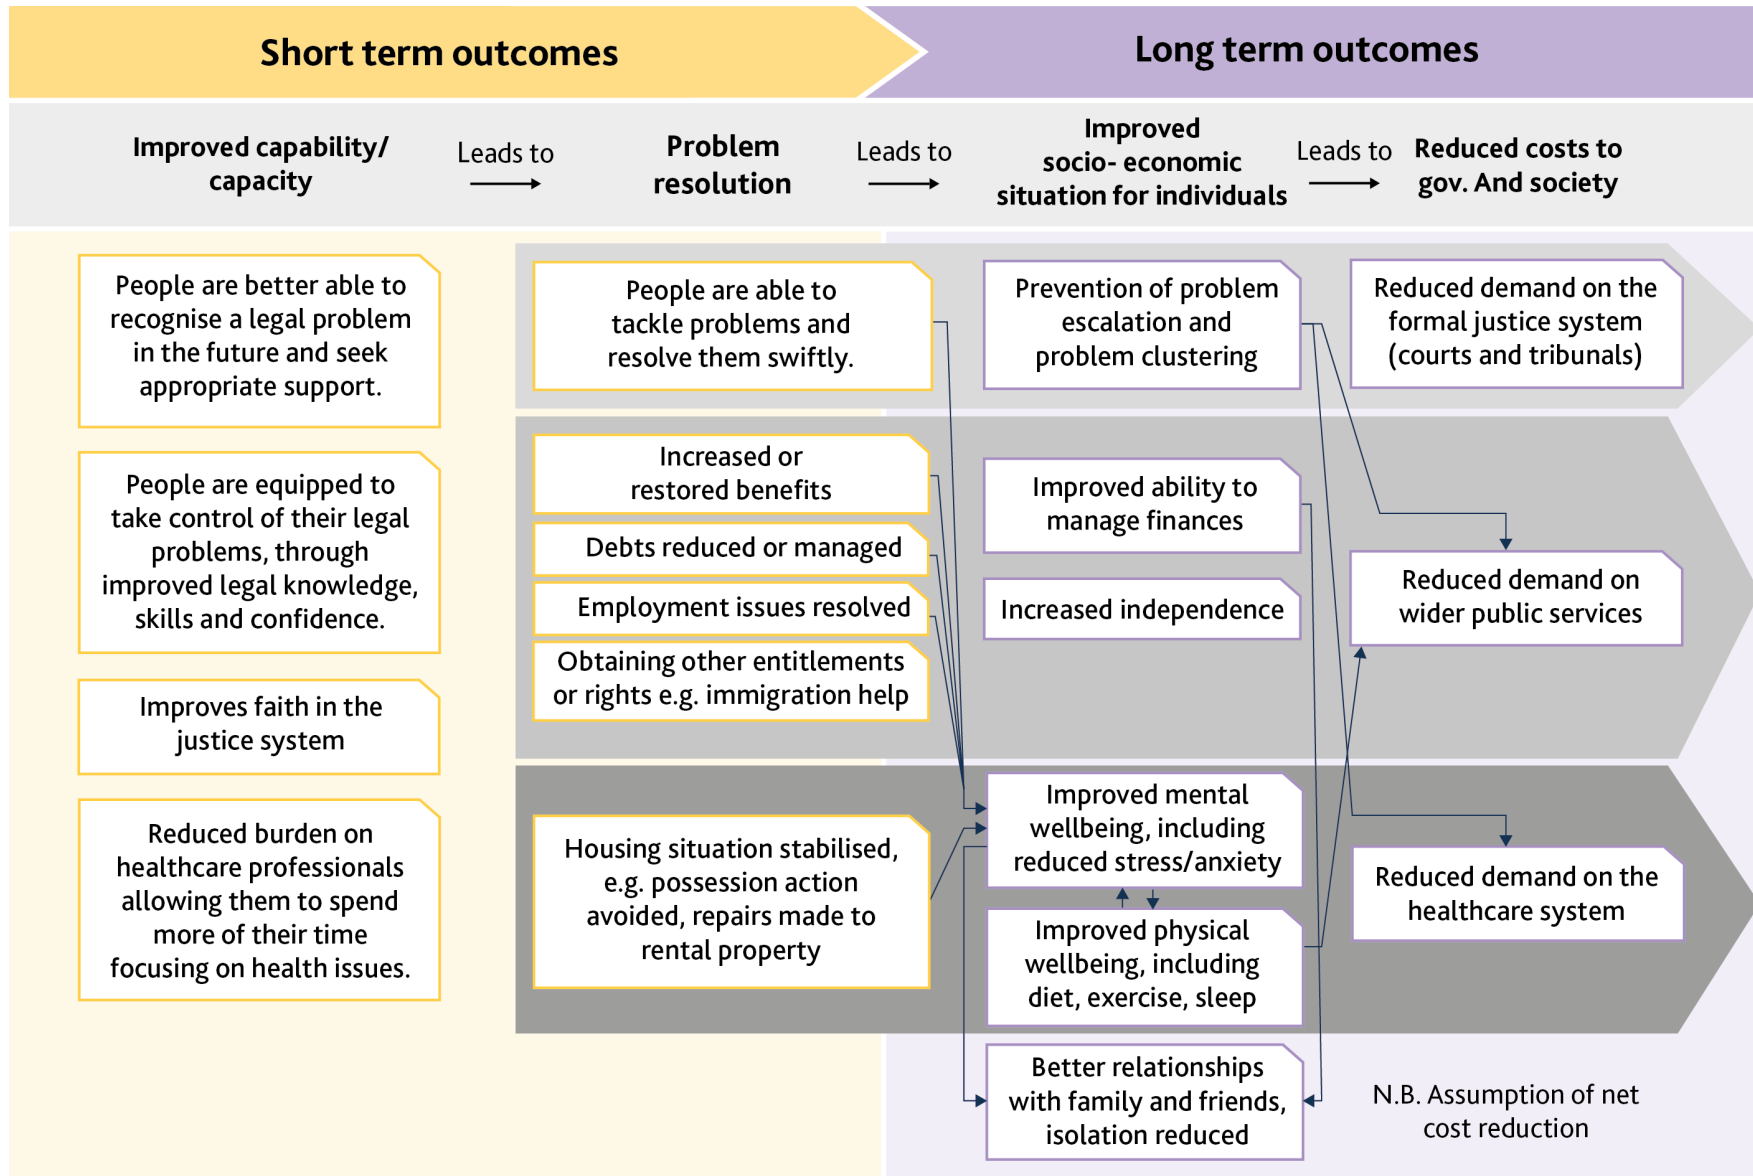 Short term outcomes
Long term outcomes
Improved capability/
capacity
Leads to
Problem
resolution
Leads to
Improved
socio- economic
situation for individuals
Leads to
Reduced costs to
gov. And society
People are better able to
recognise a legal problem
in the future and seek
appropriate support.
People are equipped to
take control of their legal
problems, through
improved legal knowledge,
skills and confidence.
Improves faith in the
justice system
Reduced burden on
healthcare professionals
allowing them to spend
more of their time
focusing on health issues.
People are able to
tackle problems and
resolve them swiftly.
Increased or
restored benefits
Debts reduced or managed
Employment issues resolved
Obtaining other entitlements
or rights e.g. immigration help
Housing situation stabilised,
e.g. possession action
avoided, repairs made to
rental property
Prevention of problem
escalation and
problem clustering
Improved ability to
manage finances
Increased independence
Improved mental
wellbeing, including
reduced stress/anxiety
Improved physical
wellbeing, including
diet, exercise, sleep
Better relationships
with family and friends,
isolation reduced
Reduced demand on the
formal justice system
(courts and tribunals)
Reduced demand on
wider public services
Reduced demand on the
healthcare system
N.B. Assumption of net
cost reduction